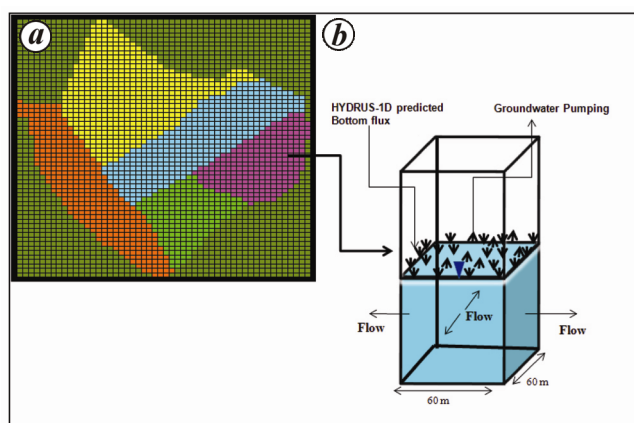 a
b
HYDRUS-1D predicted
Bottom flux
Groundwater Pumping
Flow
Flow
Flow
60 m
60 m